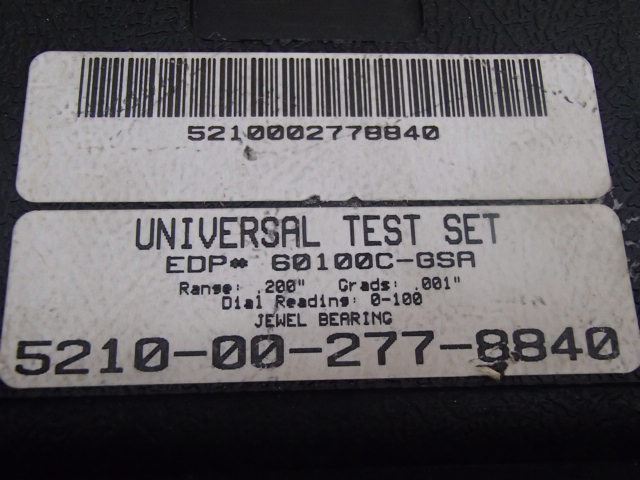 5210002778840
UNIVERSAL TEST SET
EDP# 60100C-GSA
Range: .200" Grads: .001"
Dial Reading: 0-100
JEWEL BEARING
5210-00-277-8840